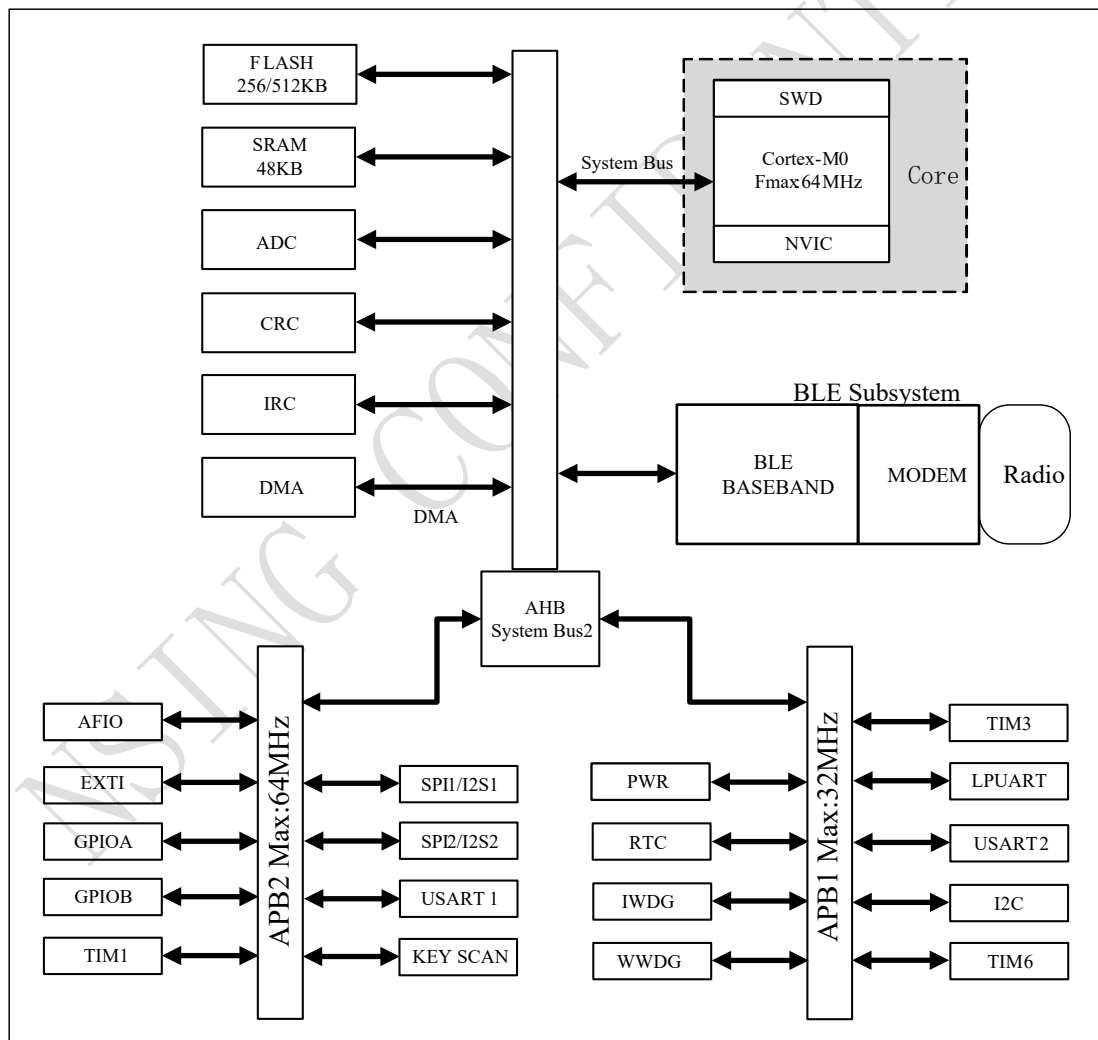 FLASH
256/512KB
SRAM
48KB
ADC
CRC
IRC
DMA
DMA
System Bus
SWD
Cortex-M0
Fmax64MHz
NVIC
Core
BLE Subsystem
BLE
BASEBAND
MODEM
Radio
AHB
System Bus2
APB2 Max:64MHz
AFIO
EXTI
GPIOA
GPIOB
TIM1
SPI1/I2S1
SPI2/I2S2
USART 1
KEY SCAN
APB1 Max:32MHz
PWR
RTC
IWDG
WWDG
TIM3
LPUART
USART2
I2C
TIM6
NSING CONFIDENTI